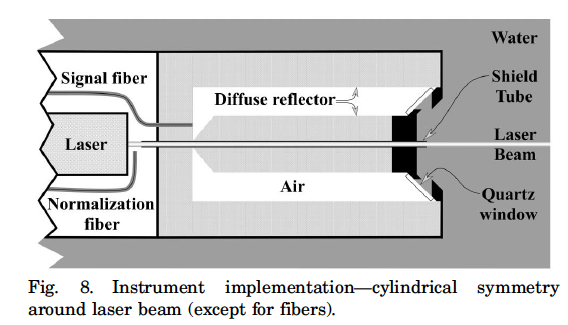 Water
Signal fiber
Shield
Tube
Diffuse reflector
Laser
Laser
Beam
Air
Quartz
window
Normalization
fiber
Fig. 8. Instrument implementation—cylindrical symmetry
around laser beam (except for fibers).